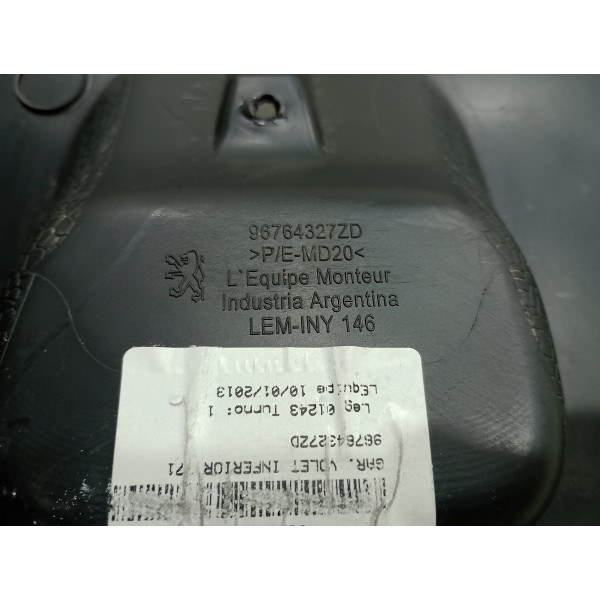 96764327ZD
>P/E-MD20<
L'Equipe Monteur
Industria Argentina
LEM-INY 146
GAR. VOLET INFERIOR
96764327ZD
Leg 01243 Turno: 1
LEquipe 10/01/2013